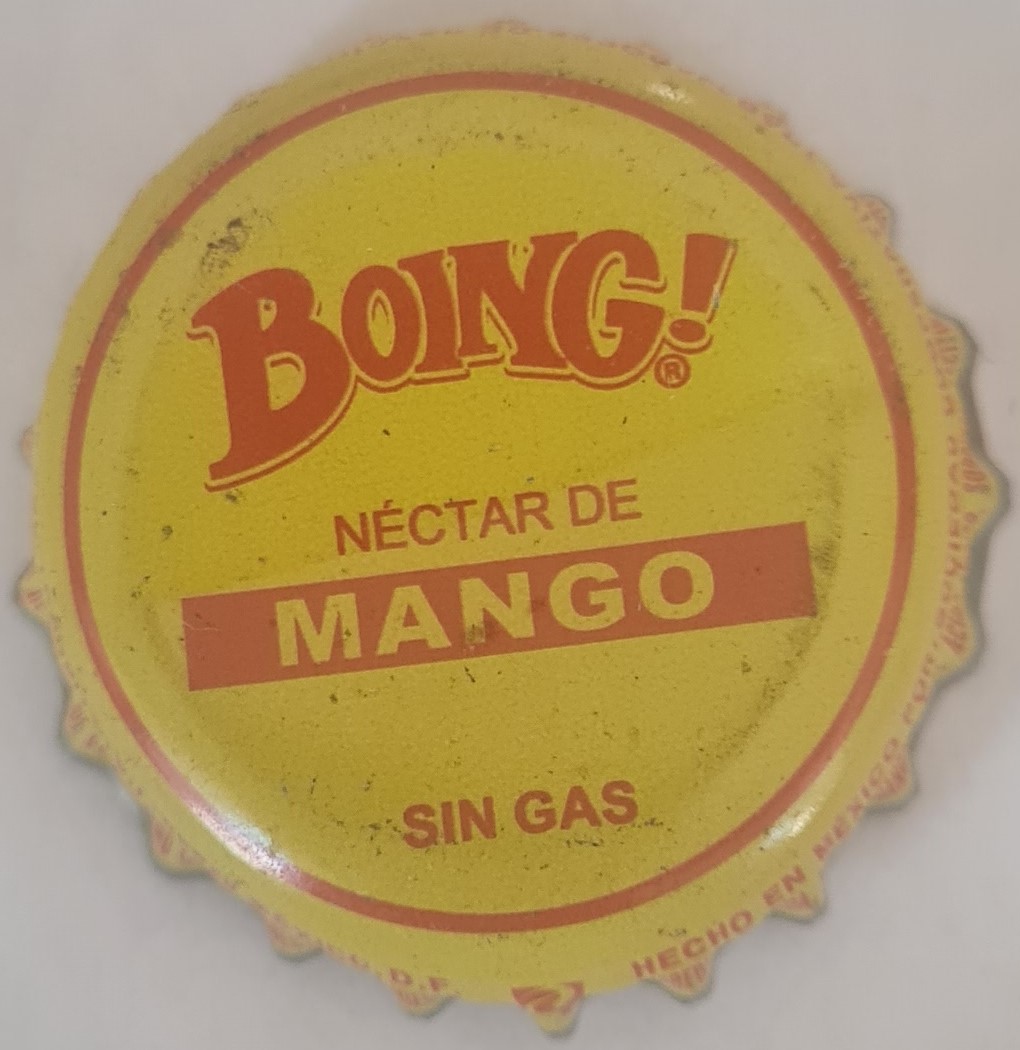 BOING!®
NÉCTAR DE
MANGO
SIN GAS
HECHO EN MEXICO
D.F